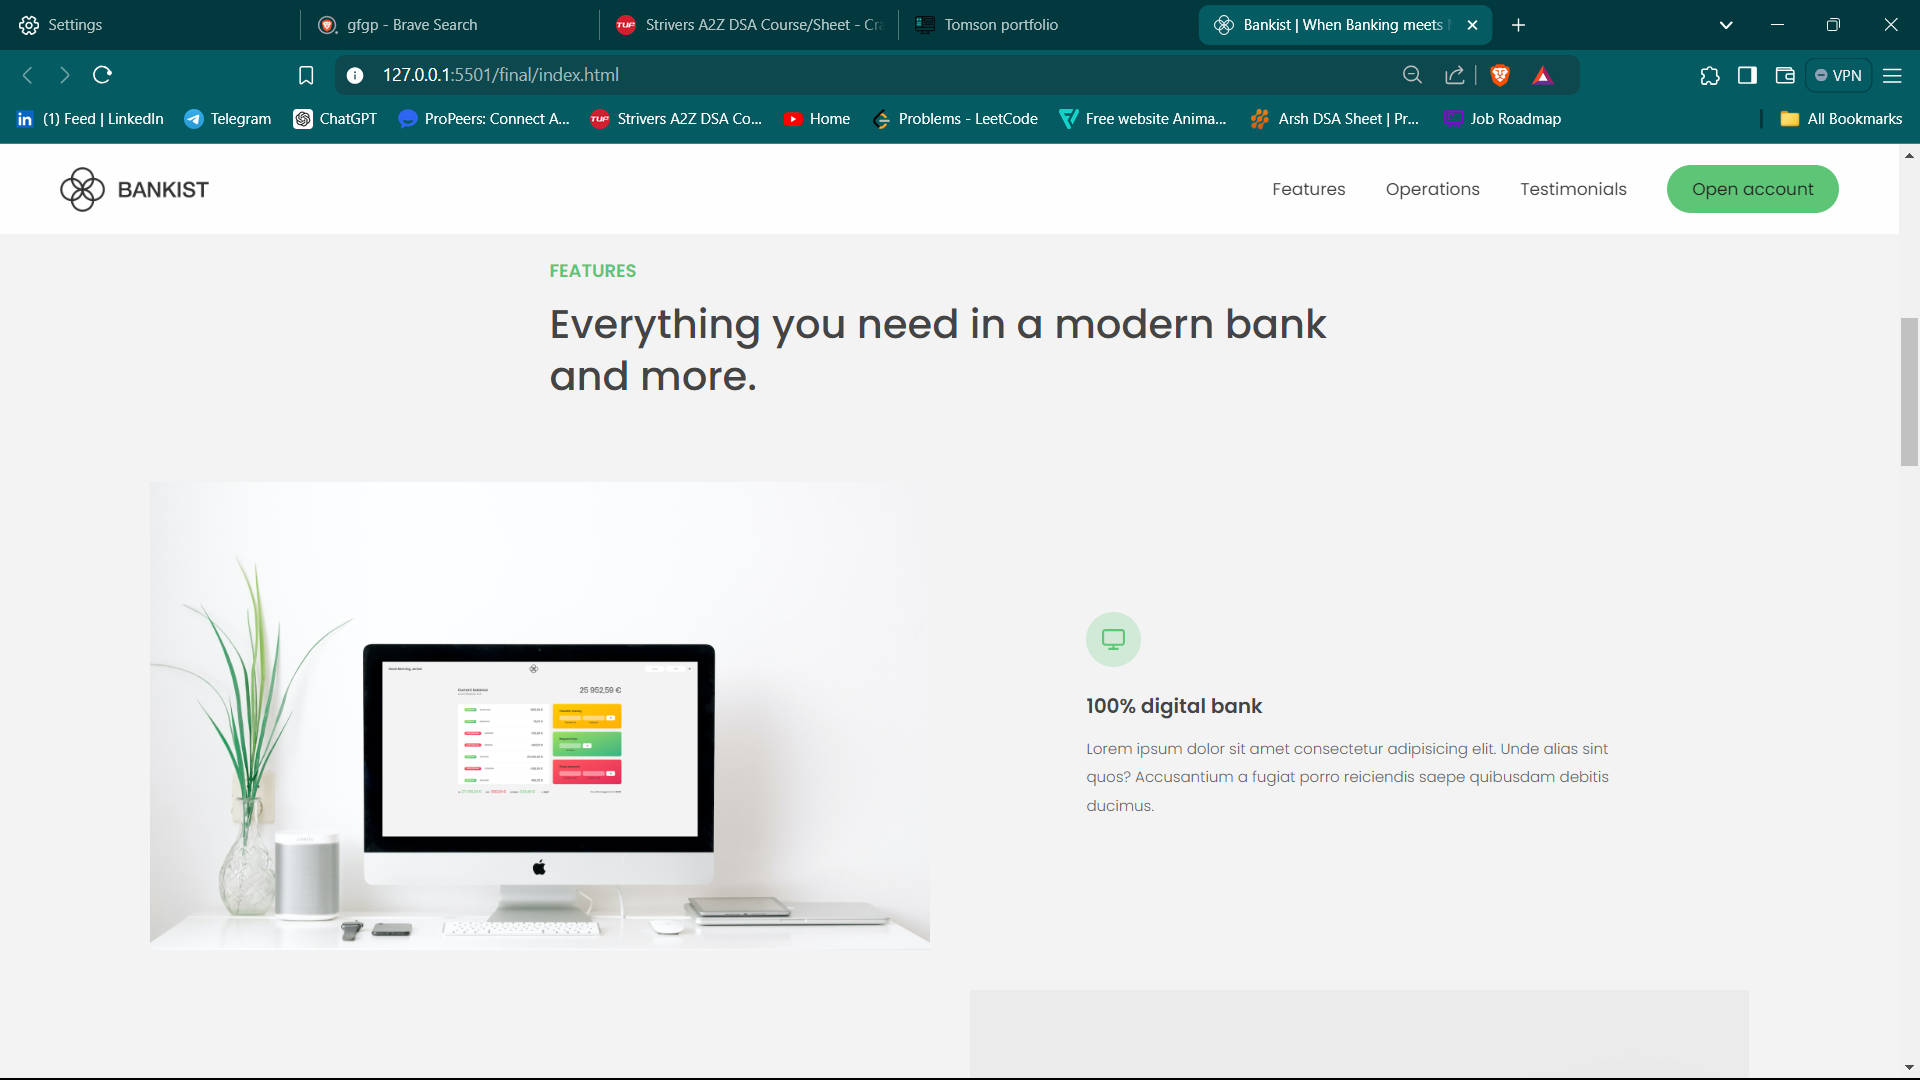 Settings
gfgp - Brave Search
Strivers A2Z DSA Course/Sheet - Cra
Tomson portfolio
Bankist | When Banking meets
127.0.0.1:5501/final/index.html
VPN
(1) Feed | LinkedIn
Telegram
ChatGPT
ProPeers: Connect A...
TUF
Strivers A2Z DSA Co...
Home
Problems - LeetCode
Free website Anima...
Arsh DSA Sheet | Pr...
Job Roadmap
All Bookmarks
BANKIST
Features
Operations
Testimonials
Open account
FEATURES
Everything you need in a modern bank
and more.
Current balance
25 952,59 €
100% digital bank
Lorem ipsum dolor sit amet consectetur adipisicing elit. Unde alias sint
quos? Accusantium a fugiat porro reiciendis saepe quibusdam debitis
ducimus.